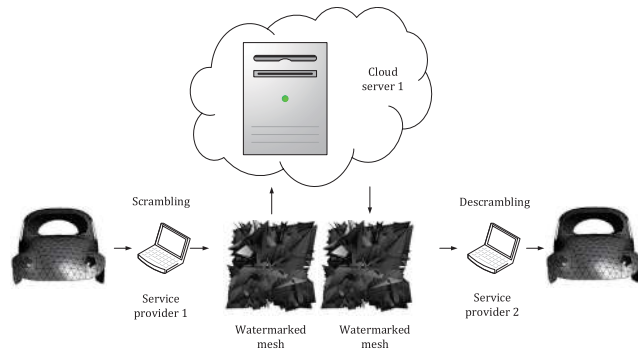 Cloud
server 1
Scrambling
Descrambling
Service
provider 1
Watermarked
mesh
Watermarked
mesh
Service
provider 2